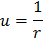 u = 1/r